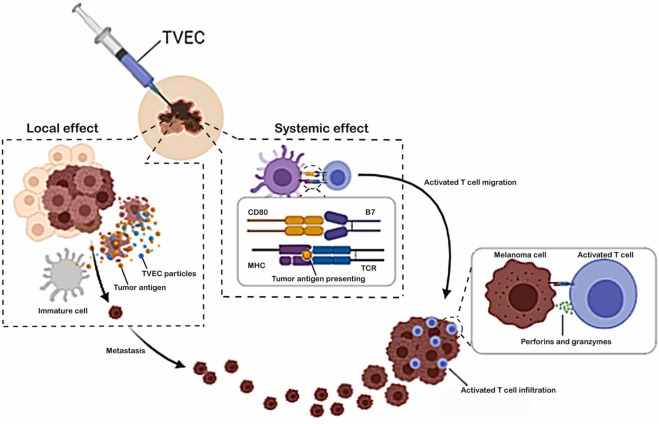 TVEC
Local effect
Systemic effect
Activated T cell migration
CD80
B7
MHC
TCR
Tumor antigen presenting
TVEC particles
Tumor antigen
Immature cell
Melanoma cell
Activated T cell
Perforins and granzymes
Metastasis
Activated T cell infiltration